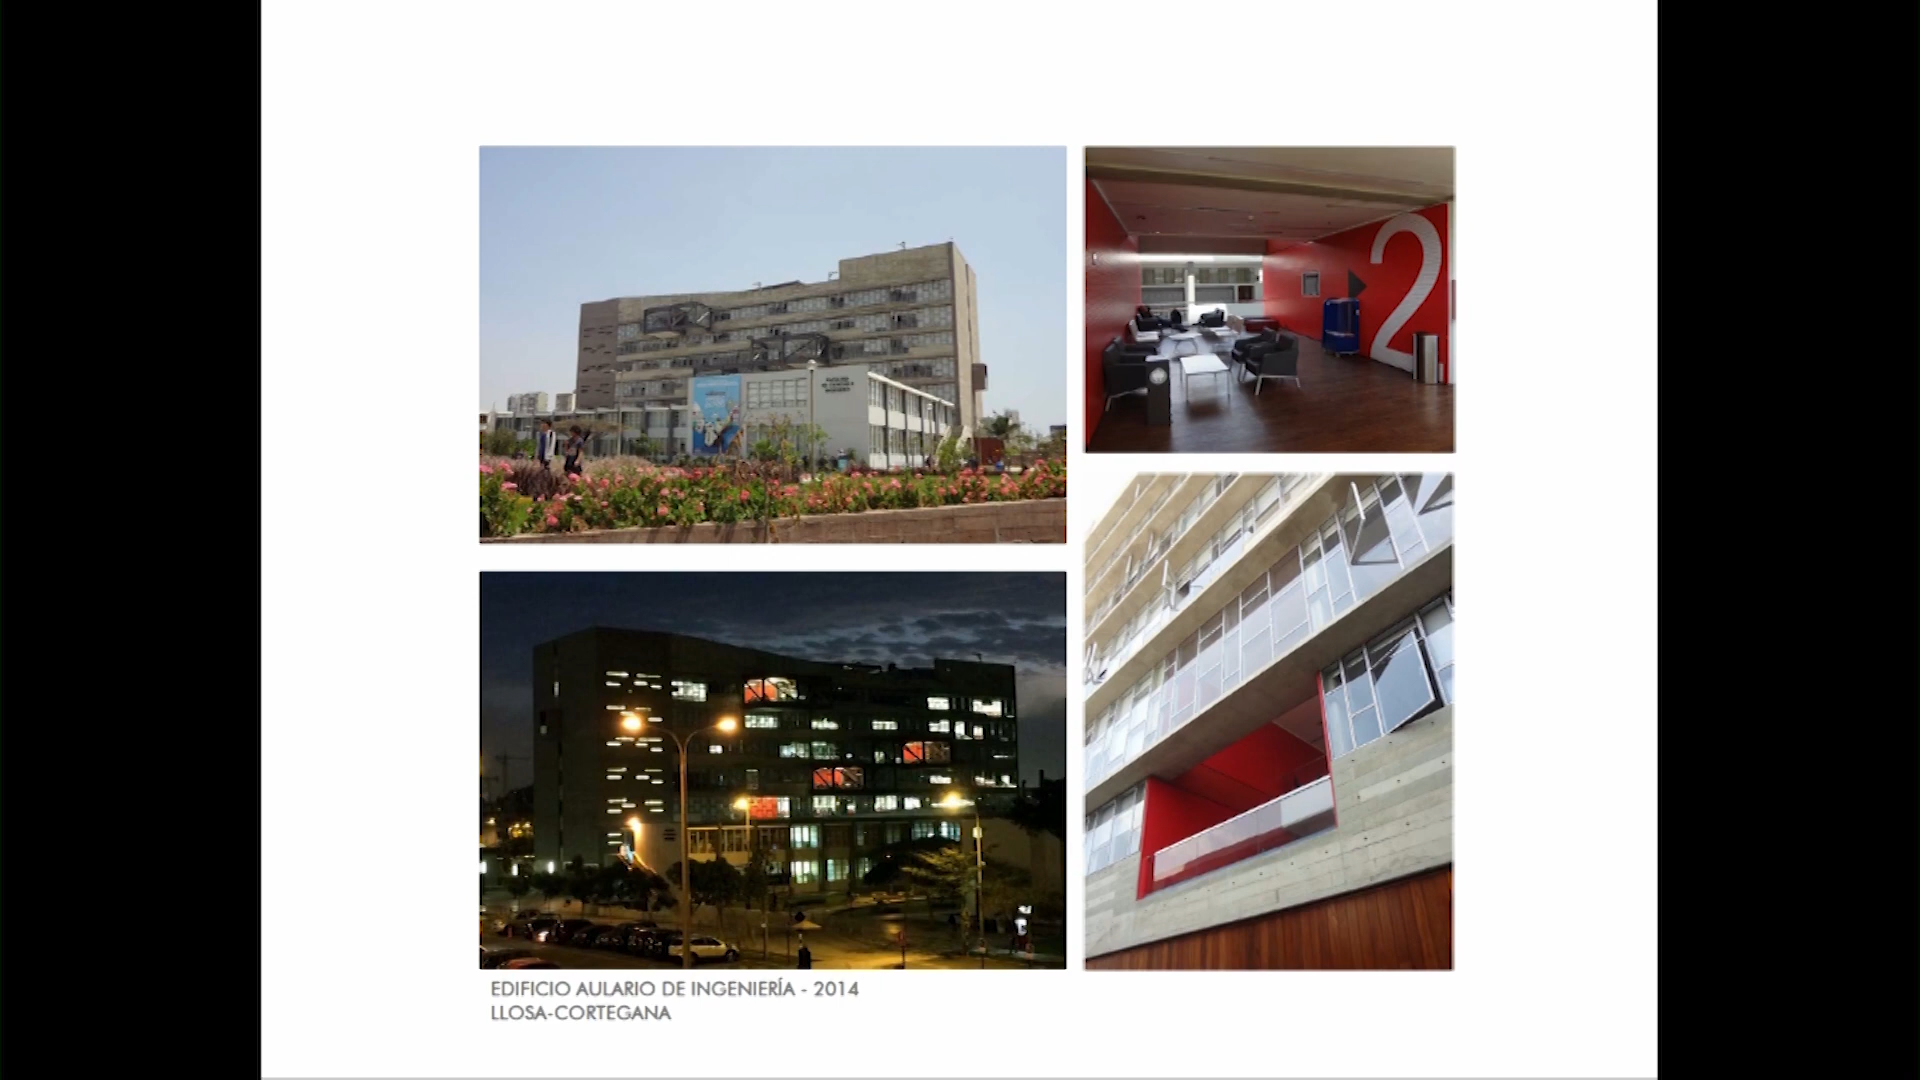 2
EDIFICIO AULARIO DE INGENIERÍA - 2014
LLOSA-CORTEGANA